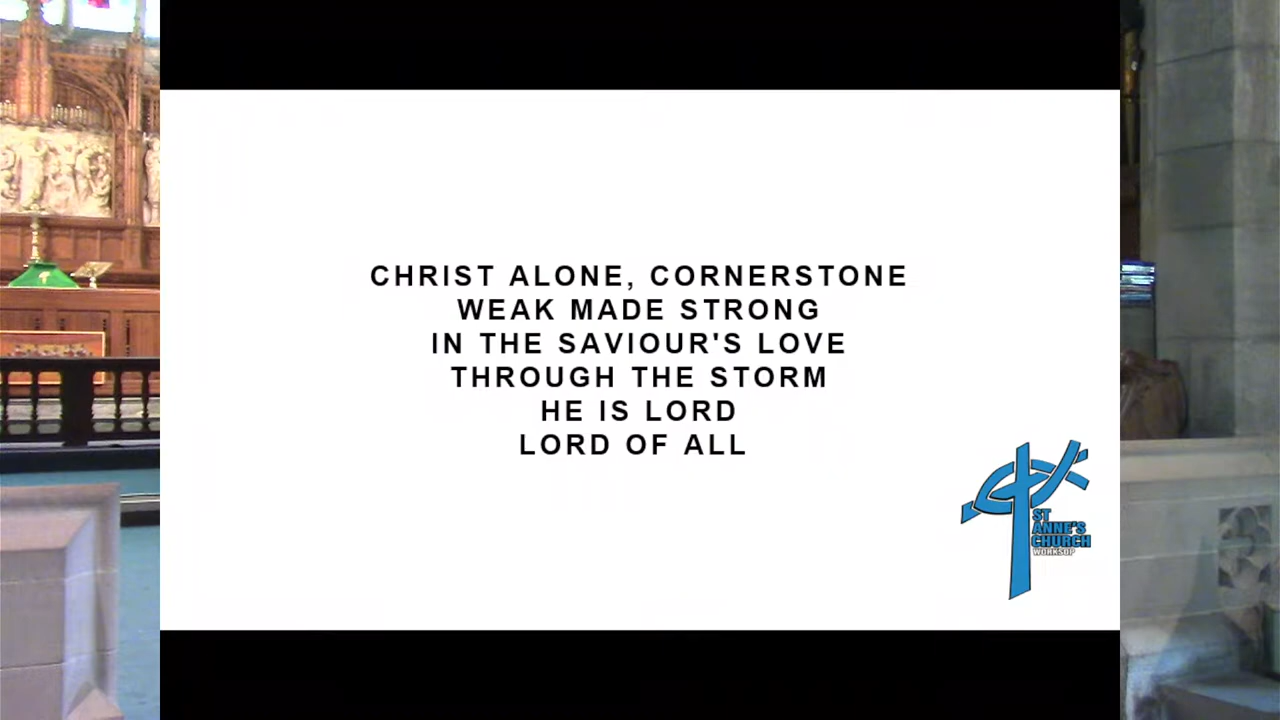 CHRIST ALONE, CORNERSTONE
WEAK MADE STRONG
IN THE SAVIOUR'S LOVE
THROUGH THE STORM
HE IS LORD
LORD OF ALL
ST
ANNE'S
CHURCH
WORKSOP